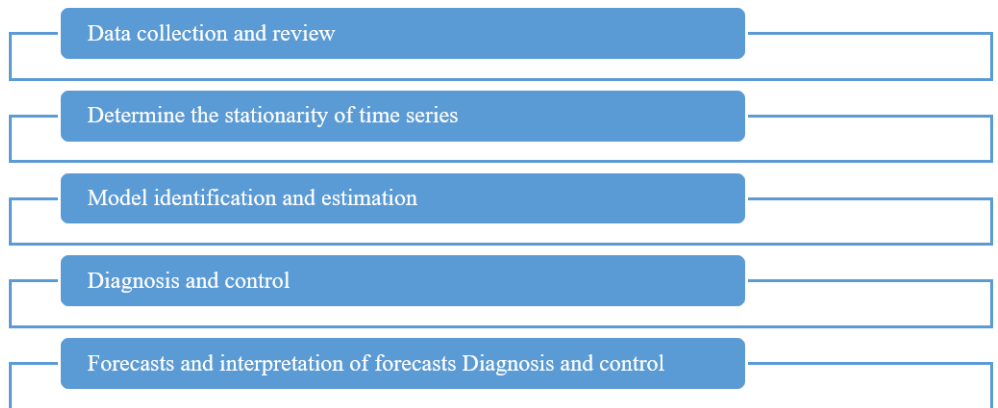 Data collection and review
Determine the stationarity of time series
Model identification and estimation
Diagnosis and control
Forecasts and interpretation of forecasts Diagnosis and control